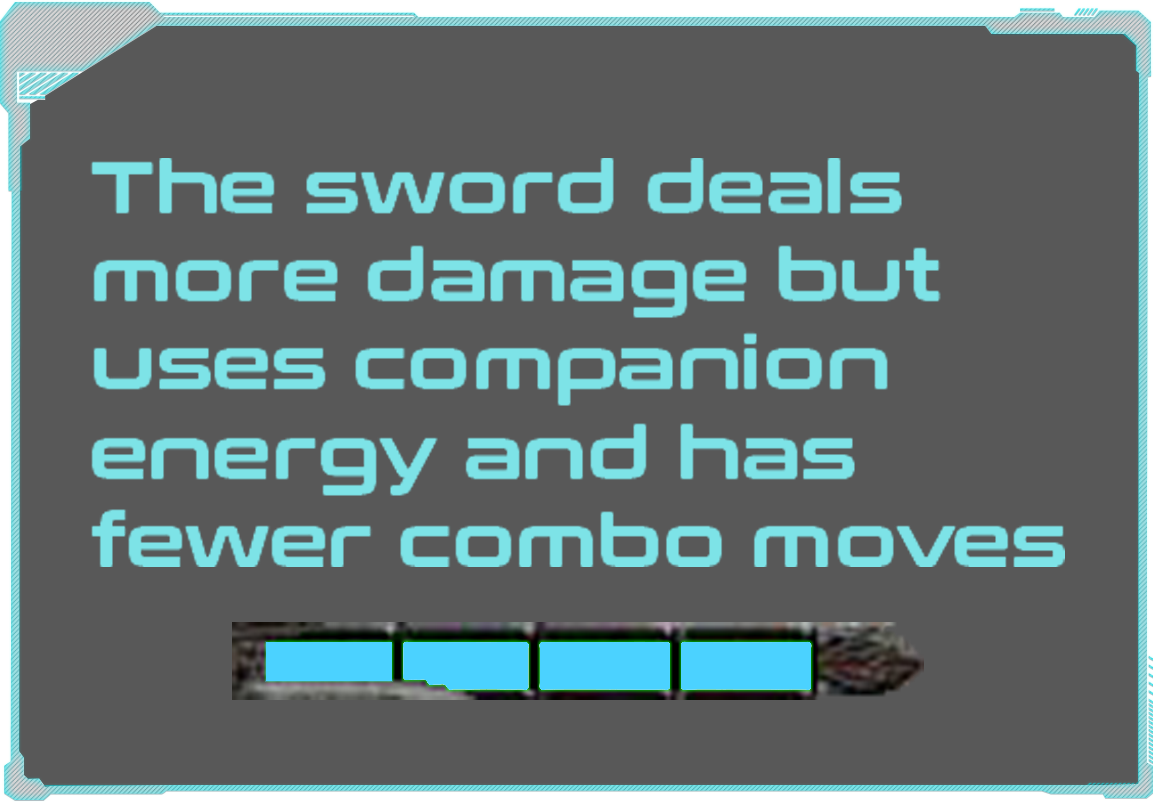 The sword deals
more damage but
uses companion
energy and has
fewer combo moves